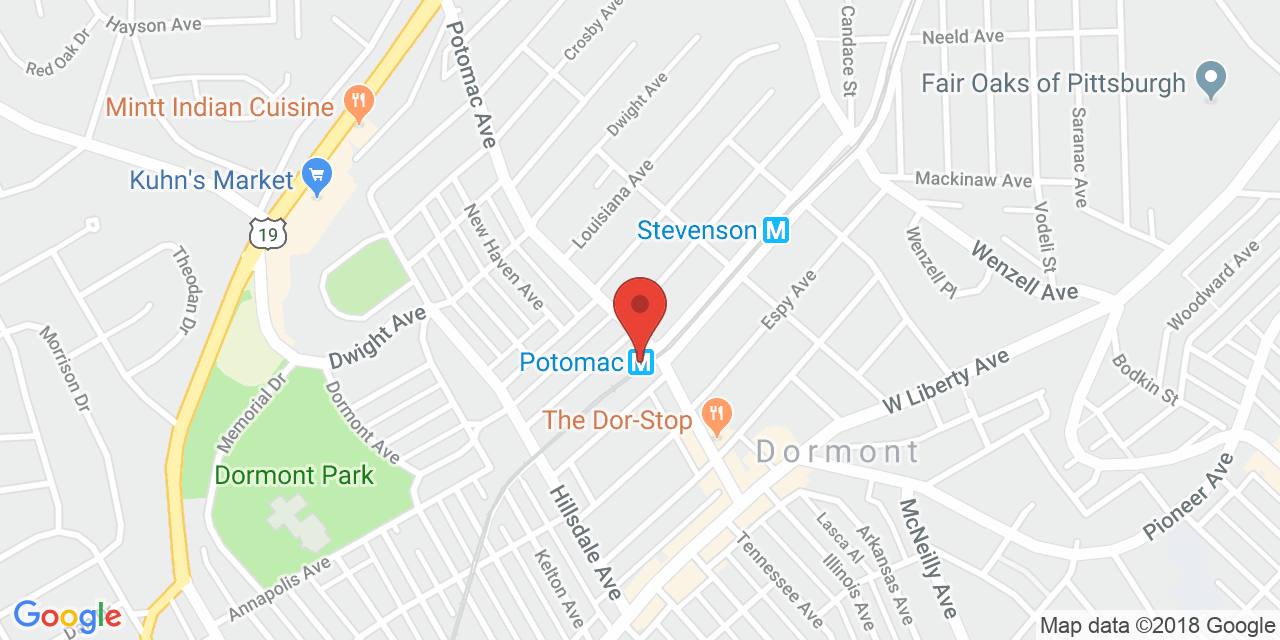 Hayson Ave
Red Oak Dr
Crosby Ave
Candace St
Neeld Ave
Potomac Ave
Mintt Indian Cuisine
Dwight Ave
Fair Oaks of Pittsburgh
Saranac Ave
Kuhn's Market
Louisiana Ave
Mackinaw Ave
19
New Haven Ave
Stevenson M
Wenzell Pl
Wenzell Ave
Vodeli St
Woodward Ave
Theodan Dr
Espy Ave
Dwight Ave
Morrison Dr
Potomac M
W Liberty Ave
Bodkin St
Memorial Dr
Dormont Ave
The Dor-Stop
Dormont
Dormont Park
Hillsdale Ave
McNeilly Ave
Pioneer Ave
Annapolis Ave
Kelton Ave
Tennessee Ave
Lasca Al
Illinois Ave
Arkansas Ave
Google
Map data ©2018 Google